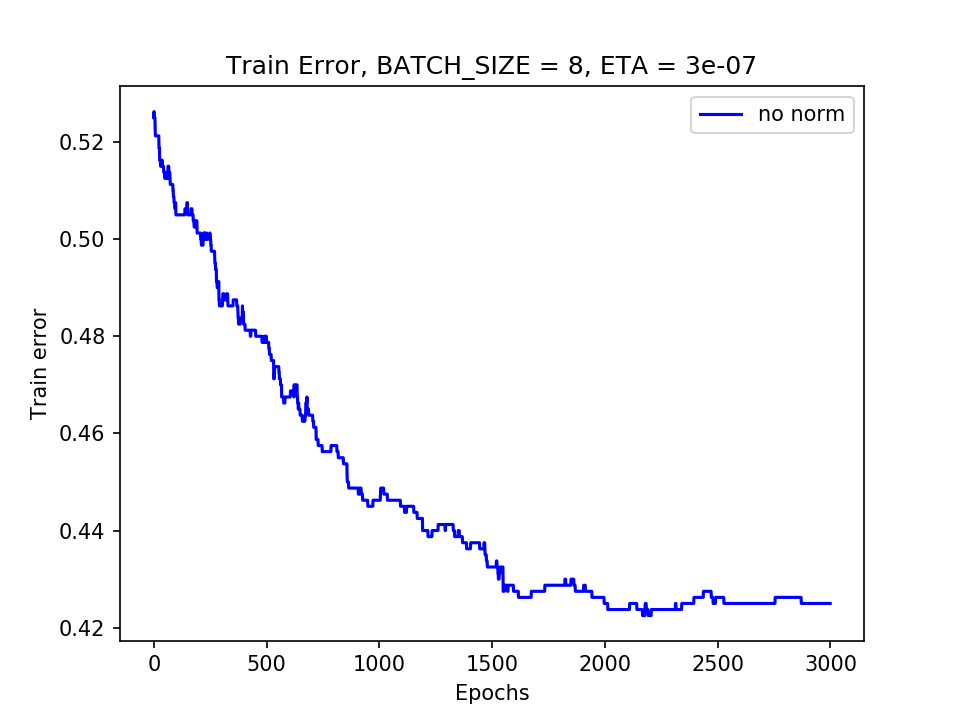 Train Error, BATCH_SIZE = 8, ETA = 3e-07
no norm
Train error
0.52
0.50
0.48
0.46
0.44
0.42
0 500 1000 1500 2000 2500 3000
Epochs